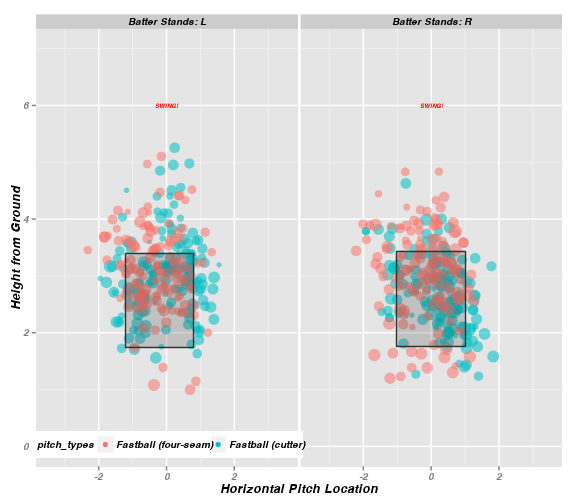 Batter Stands: L
Batter Stands: R
SWING!
SWING!
6
4
2
0
Height from Ground
pitch_types
Fastball (four-seam)
Fastball (cutter)
-2
0
2
-2
0
2
Horizontal Pitch Location